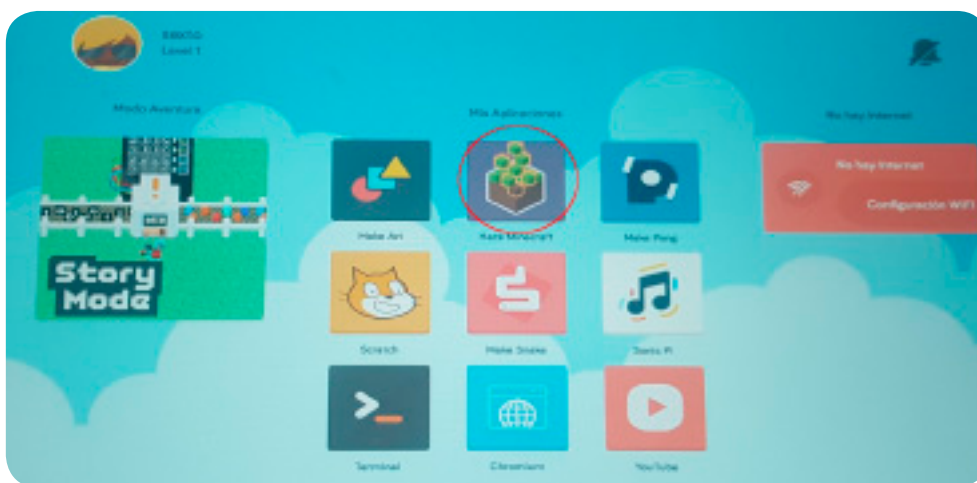 Level 1
Modo Aventura
Story
Mode
Mis Aplicaciones
Make Art
Hack Minecraft
Make Pong
Scratch
Make Snake
Sonic Pi
Terminal
Chromium
YouTube
No hay Internet
No hay Internet
Configuración WiFi